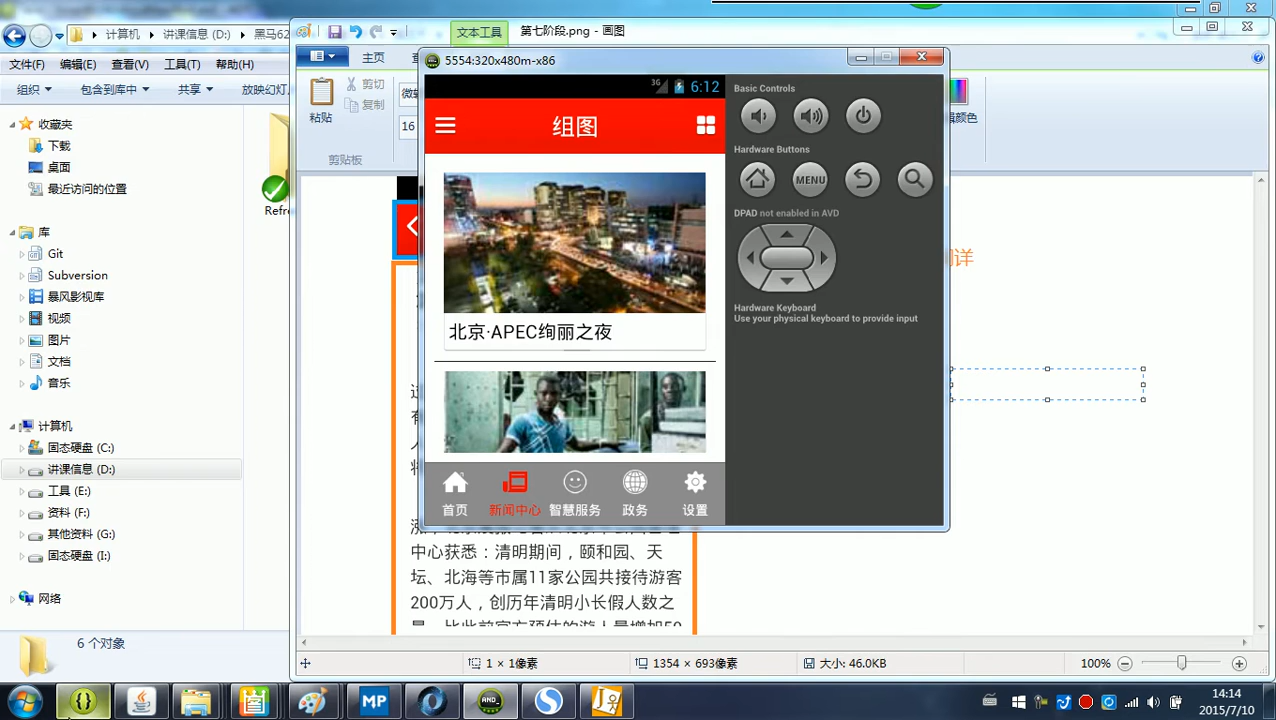 计算机 ▸ 讲课信息 (D:) ▸ 黑马62
文件(F) 编辑(E) 查看(V) 工具(T) 帮助(H)
组织 包含到库中 共享 放映幻灯
收藏夹
下载
桌面
最近访问的位置
库
Git
Subversion
暴风影视库
视频
图片
文档
音乐
计算机
固态硬盘 (C:)
讲课信息 (D:)
工具 (E:)
资料 (F:)
其他资料 (G:)
固态硬盘 (I:)
网络
6 个对象
Refre
文本工具 第七阶段.png - 画图
主页
粘贴
剪切
复制
剪贴板
16
颜色
5554:320x480m-x86
3G 6:12
组图
北京·APEC绚丽之夜
首页 新闻中心 智慧服务 政务 设置
Basic Controls
Hardware Buttons
MENU
DPAD not enabled in AVD
Hardware Keyboard
Use your physical keyboard to provide input
中心获悉：清明期间，颐和园、天
坛、北海等市属11家公园共接待游客
200万人，创历年清明小长假人数之
1 × 1像素 1354 × 693像素 大小: 46.0KB 100%
MP
AND_
14:14
2015/7/10